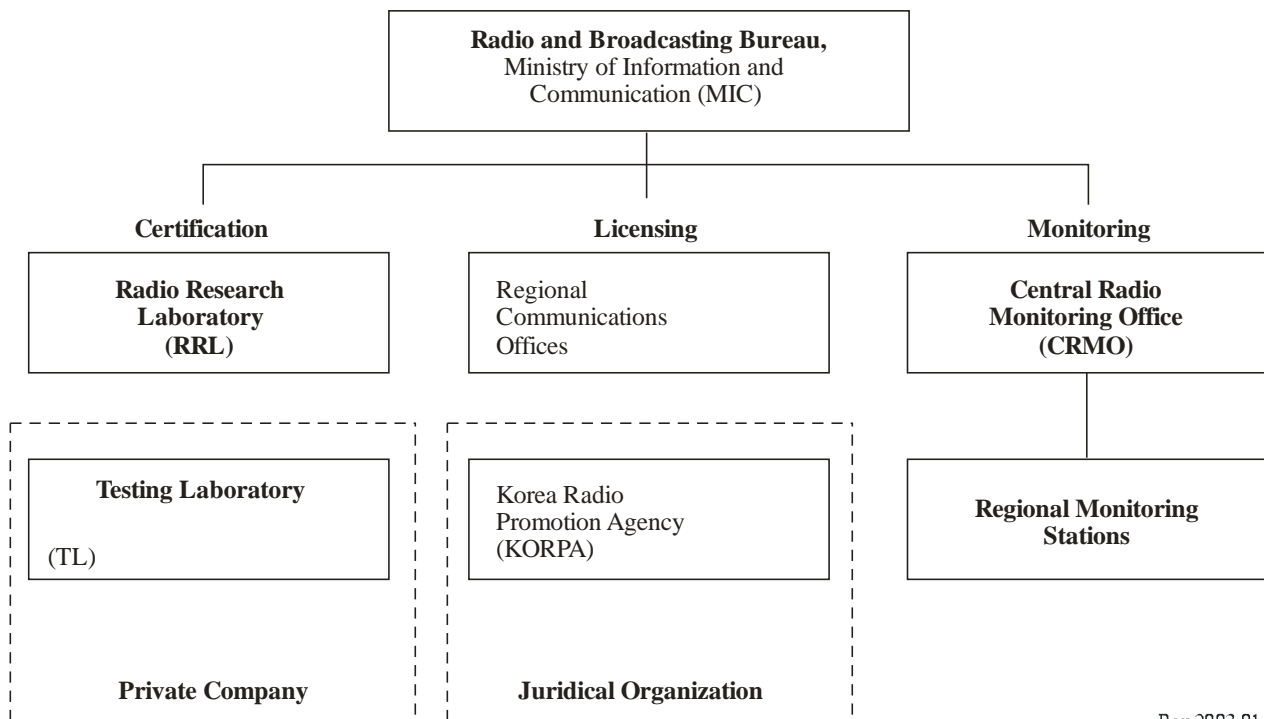 Radio and Broadcasting Bureau,
Ministry of Information and
Communication (MIC)
Certification
Licensing
Monitoring
Radio Research
Laboratory
(RRL)
Regional
Communications
Offices
Central Radio
Monitoring Office
(CRMO)
Testing Laboratory
(TL)
Korea Radio
Promotion Agency
(KORPA)
Regional Monitoring
Stations
Private Company
Juridical Organization